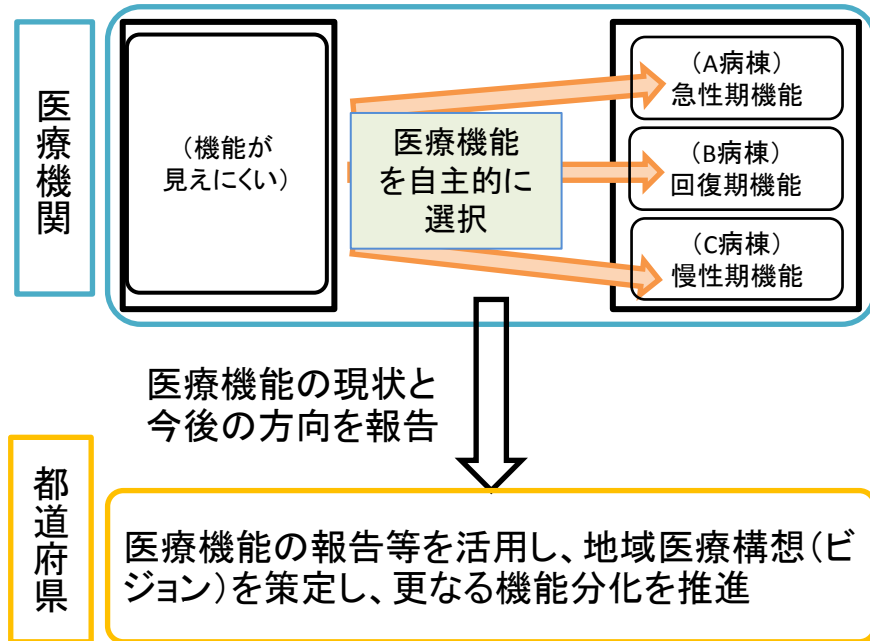 医療機関
（機能が
見えにくい）
医療機能
を自主的に
選択
（A病棟）
急性期機能
（B病棟）
回復期機能
（C病棟）
慢性期機能
医療機能の現状と
今後の方向を報告
都道府県
医療機能の報告等を活用し、地域医療構想（ビ
ジョン）を策定し、更なる機能分化を推進